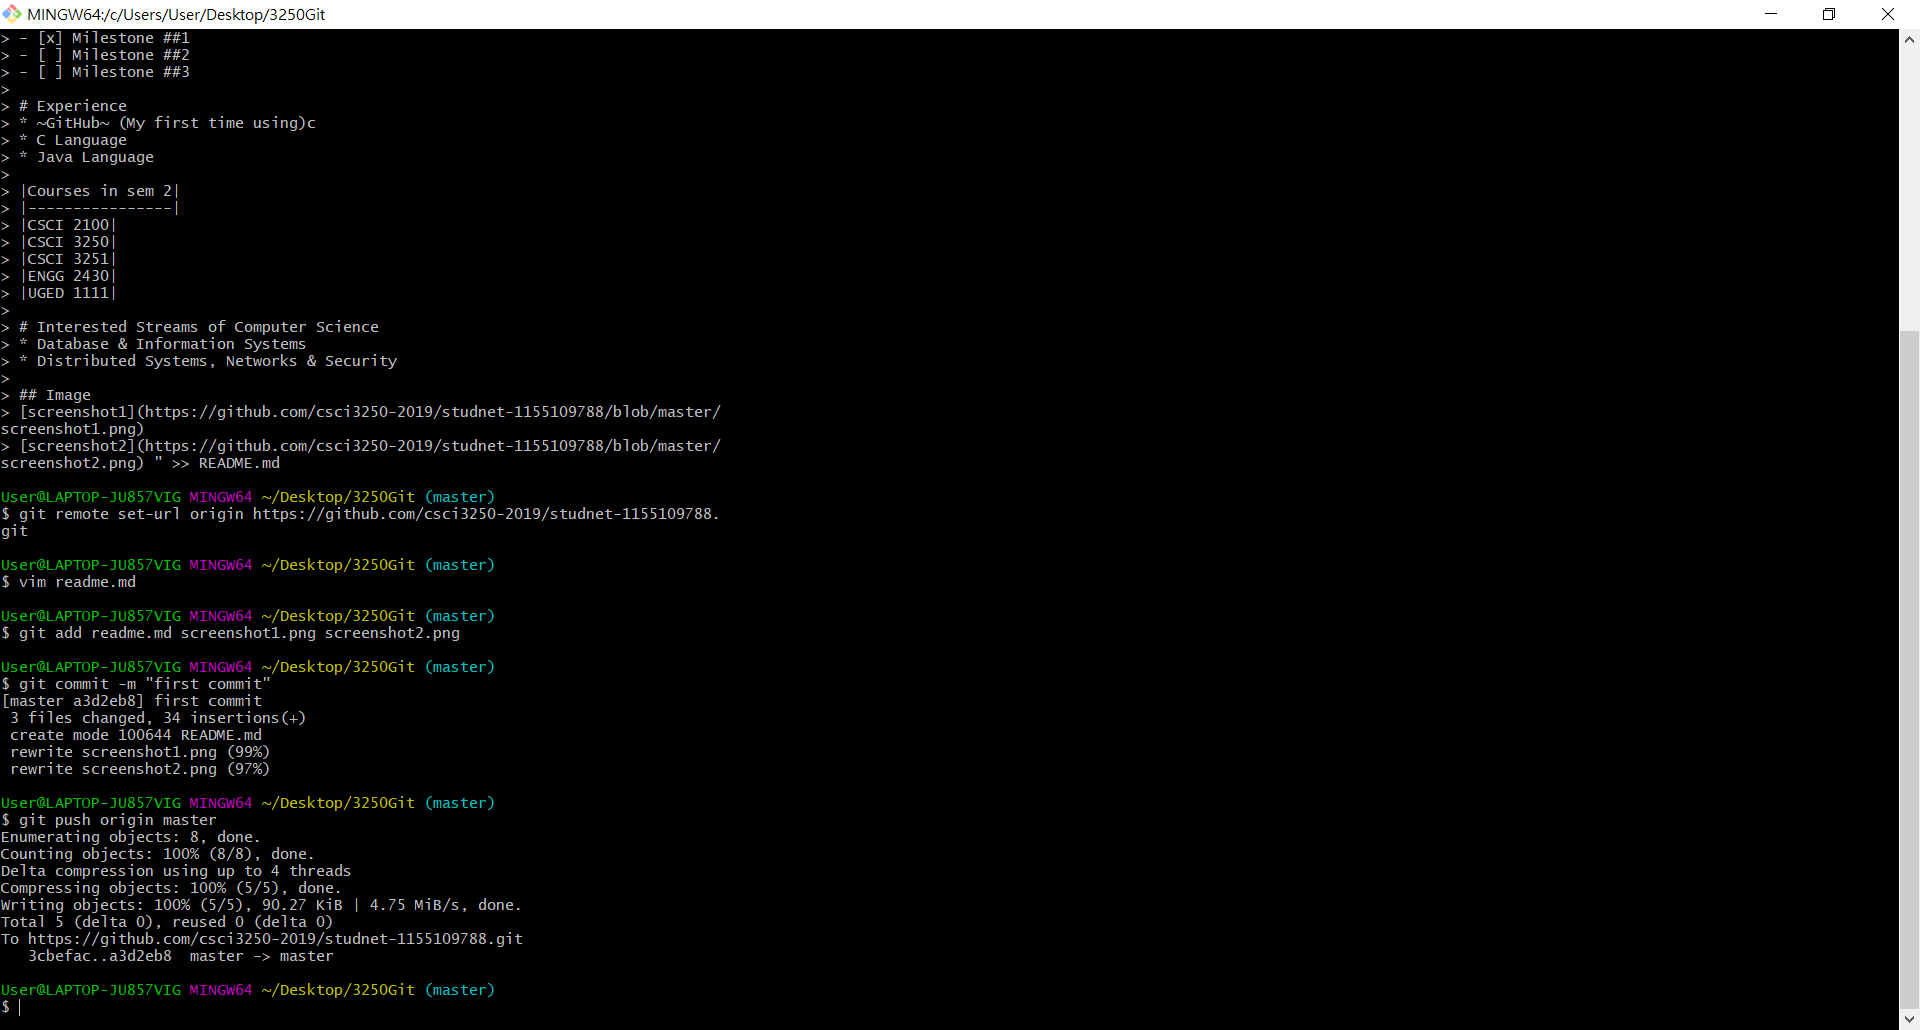 MINGW64:/c/Users/User/Desktop/3250Git
> - [x] Milestone ##1
> - [ ] Milestone ##2
> - [ ] Milestone ##3
>
> # Experience
> * ~GitHub~ (My first time using)c
> * C Language
> * Java Language
>
> |Courses in sem 2|
> |----------------|
> |CSCI 2100|
> |CSCI 3250|
> |CSCI 3251|
> |ENGG 2430|
> |UGED 1111|
>
> # Interested Streams of Computer Science
> * Database & Information Systems
> * Distributed Systems, Networks & Security
>
> ## Image
> [screenshot1](https://github.com/csci3250-2019/studnet-1155109788/blob/master/
screenshot1.png)
> [screenshot2](https://github.com/csci3250-2019/studnet-1155109788/blob/master/
screenshot2.png) " >> README.md
User@LAPTOP-JU857VIG MINGW64 ~/Desktop/3250Git (master)
$ git remote set-url origin https://github.com/csci3250-2019/studnet-1155109788.
git
User@LAPTOP-JU857VIG MINGW64 ~/Desktop/3250Git (master)
$ vim readme.md
User@LAPTOP-JU857VIG MINGW64 ~/Desktop/3250Git (master)
$ git add readme.md screenshot1.png screenshot2.png
User@LAPTOP-JU857VIG MINGW64 ~/Desktop/3250Git (master)
$ git commit -m "first commit"
[master a3d2eb8] first commit
 3 files changed, 34 insertions(+)
 create mode 100644 README.md
 rewrite screenshot1.png (99%)
 rewrite screenshot2.png (97%)
User@LAPTOP-JU857VIG MINGW64 ~/Desktop/3250Git (master)
$ git push origin master
Enumerating objects: 8, done.
Counting objects: 100% (8/8), done.
Delta compression using up to 4 threads
Compressing objects: 100% (5/5), done.
Writing objects: 100% (5/5), 90.27 KiB | 4.75 MiB/s, done.
Total 5 (delta 0), reused 0 (delta 0)
To https://github.com/csci3250-2019/studnet-1155109788.git
   3cbefac..a3d2eb8  master -> master
User@LAPTOP-JU857VIG MINGW64 ~/Desktop/3250Git (master)
$